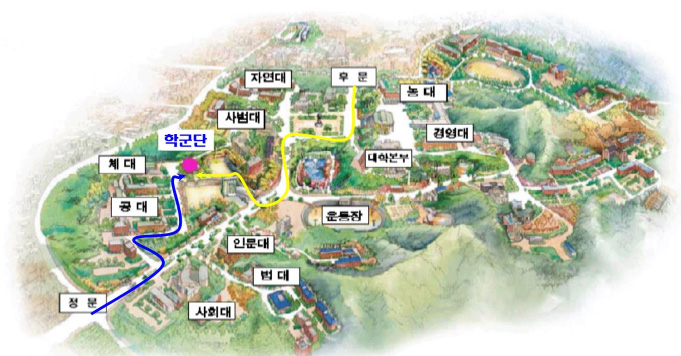 자연대
후 문
농 대
사범대
경영대
학군단
대학본부
체 대
공 대
운동장
인문대
법 대
정 문
사회대